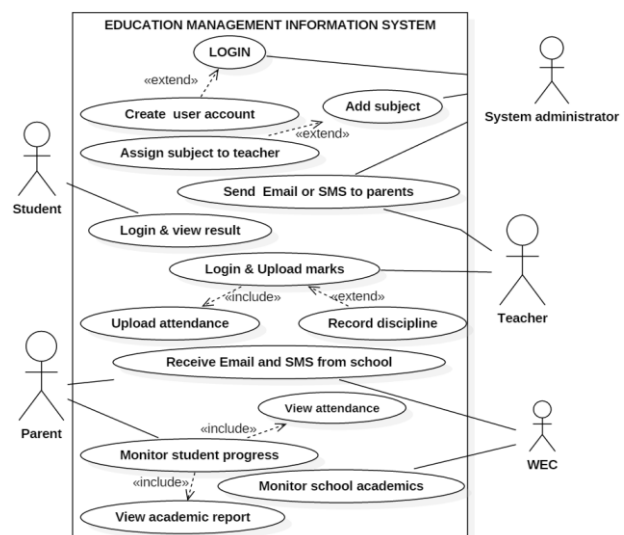 EDUCATION MANAGEMENT INFORMATION SYSTEM
LOGIN
«extend»
Create user account
Add subject
System administrator
«extend»
Assign subject to teacher
Send Email or SMS to parents
Student
Login & view result
Login & Upload marks
«include»
«extend»
Upload attendance
Record discipline
Teacher
Receive Email and SMS from school
View attendance
«include»
Parent
Monitor student progress
WEC
«include»
Monitor school academics
View academic report